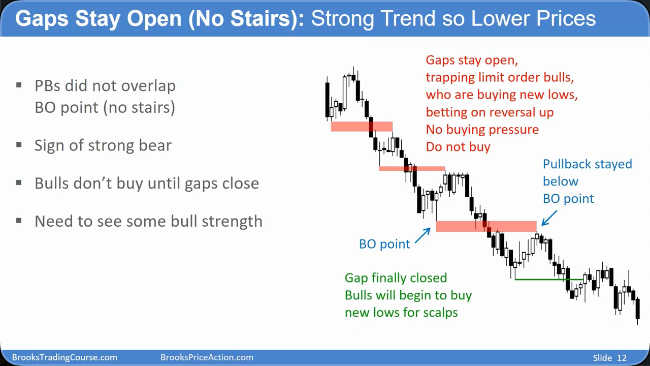 Gaps Stay Open (No Stairs): Strong Trend so Lower Prices
▪ PBs did not overlap
BO point (no stairs)
▪ Sign of strong bear
▪ Bulls don't buy until gaps close
▪ Need to see some bull strength
Gaps stay open,
trapping limit order bulls,
who are buying new lows,
betting on reversal up
No buying pressure
Do not buy
Pullback stayed
below
BO point
BO point
Gap finally closed
Bulls will begin to buy
new lows for scalps
BrooksTradingCourse.com
BrooksPriceAction.com
Slide 12